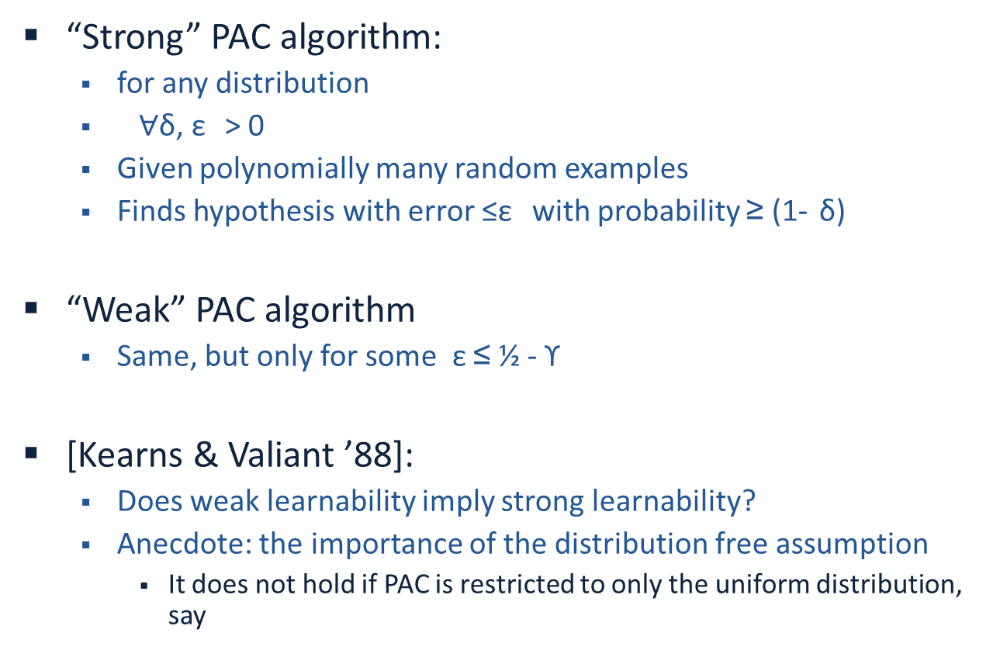 ▪ “Strong” PAC algorithm:
▪ for any distribution
▪ ∀δ, ε > 0
▪ Given polynomially many random examples
▪ Finds hypothesis with error ≤ε with probability ≥ (1- δ)
▪ “Weak” PAC algorithm
▪ Same, but only for some ε ≤ ½ - ϒ
▪ [Kearns & Valiant ’88]:
▪ Does weak learnability imply strong learnability?
▪ Anecdote: the importance of the distribution free assumption
▪ It does not hold if PAC is restricted to only the uniform distribution,
say